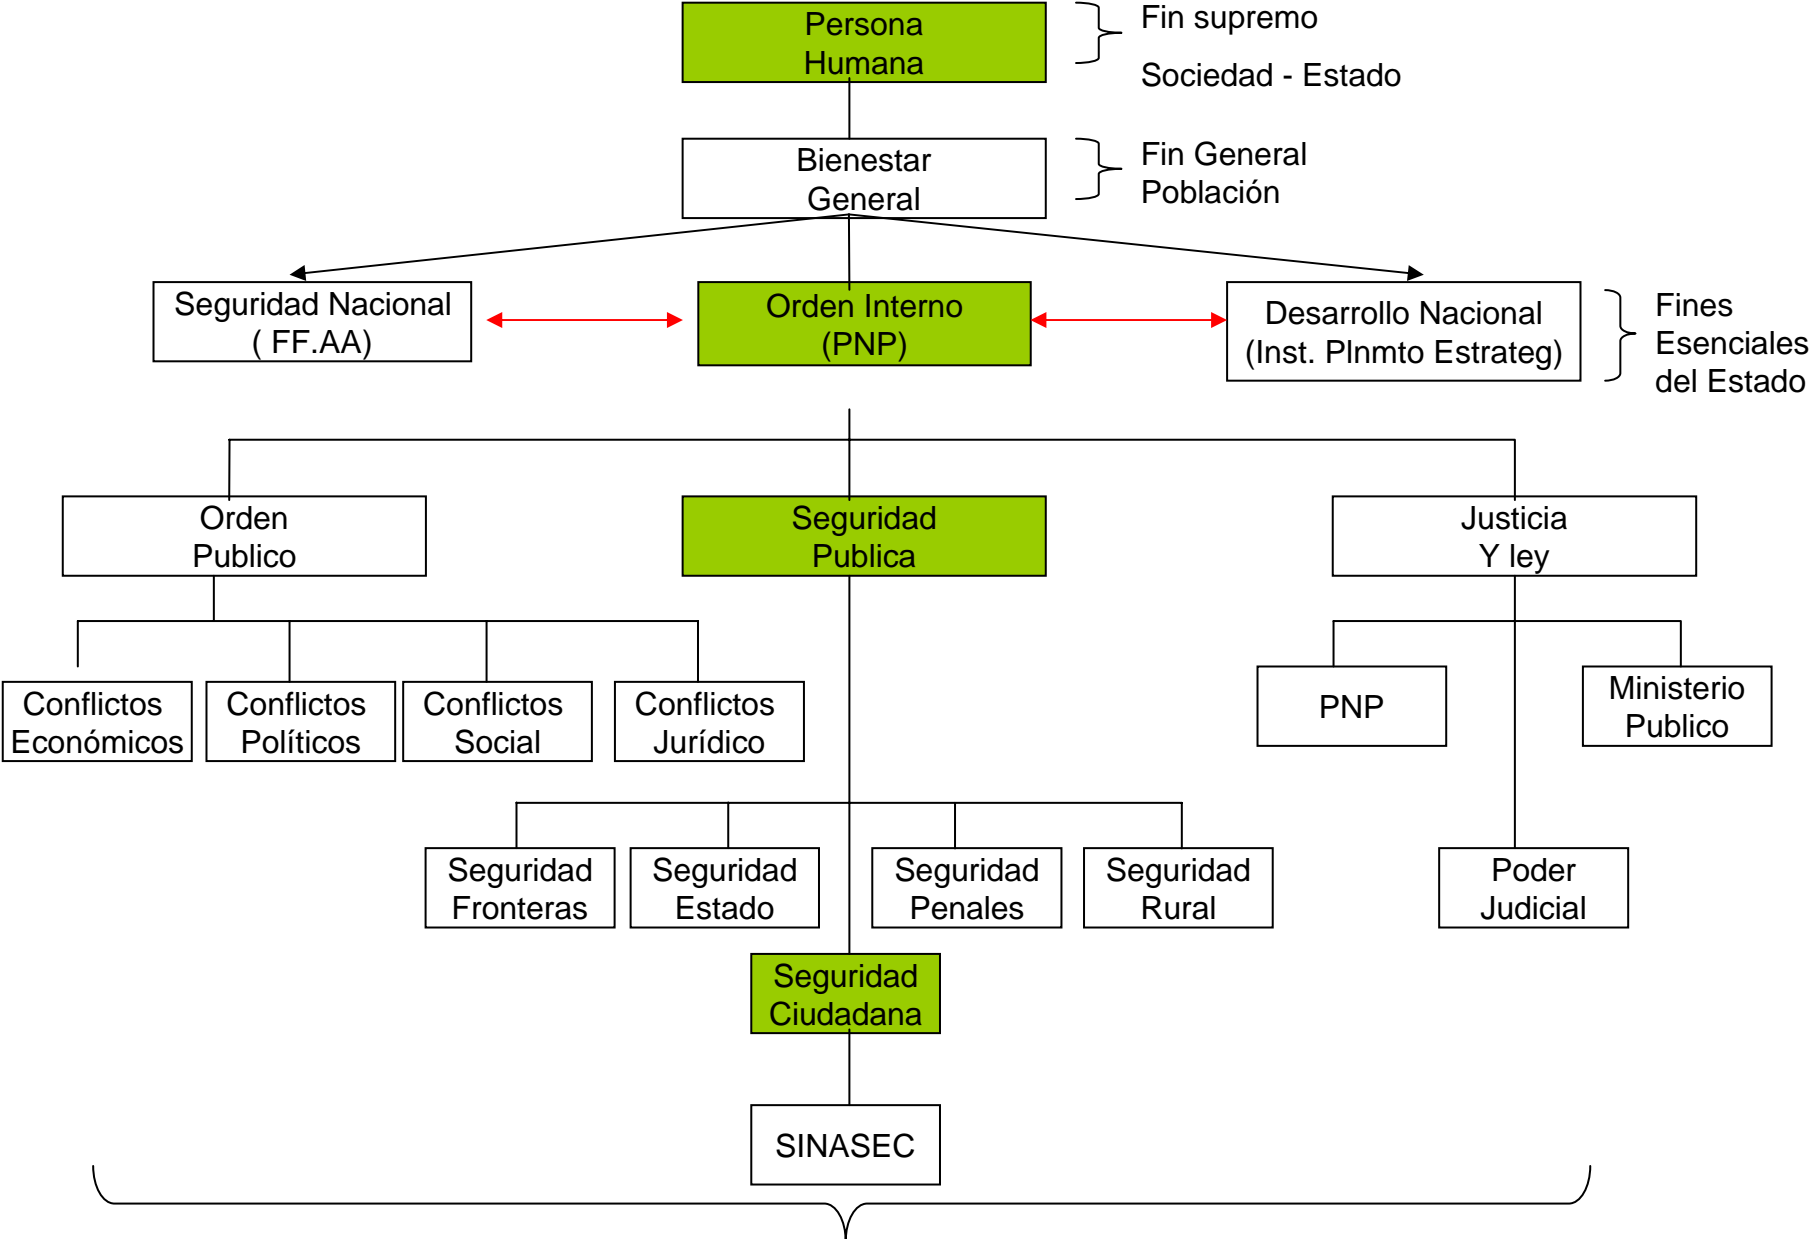 Persona
Humana
Fin supremo
Sociedad - Estado
Bienestar
General
Fin General
Población
Seguridad Nacional
( FF.AA)
Orden Interno
(PNP)
Desarrollo Nacional
(Inst. Plnmto Estrateg)
Fines
Esenciales
del Estado
Orden
Publico
Seguridad
Publica
Justicia
Y ley
Conflictos
Económicos
Conflictos
Políticos
Conflictos
Social
Conflictos
Jurídico
PNP
Ministerio
Publico
Seguridad
Fronteras
Seguridad
Estado
Seguridad
Penales
Seguridad
Rural
Poder
Judicial
Seguridad
Ciudadana
SINASEC